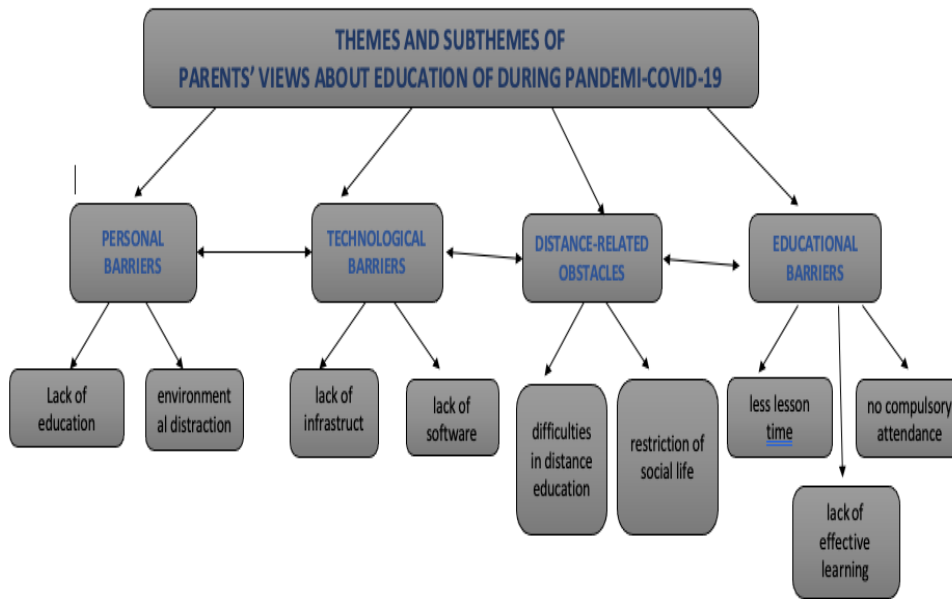 THEMES AND SUBTHEMES OF
PARENTS' VIEWS ABOUT EDUCATION OF DURING PANDEMI-COVID-19
PERSONAL
BARRIERS
TECHNOLOGICAL
BARRIERS
DISTANCE-RELATED
OBSTACLES
EDUCATIONAL
BARRIERS
Lack of
education
environment
al distraction
lack of
infrastruct
lack of
software
difficulties
in distance
education
restriction of
social life
less lesson
time
no compulsory
attendance
lack of
effective
learning